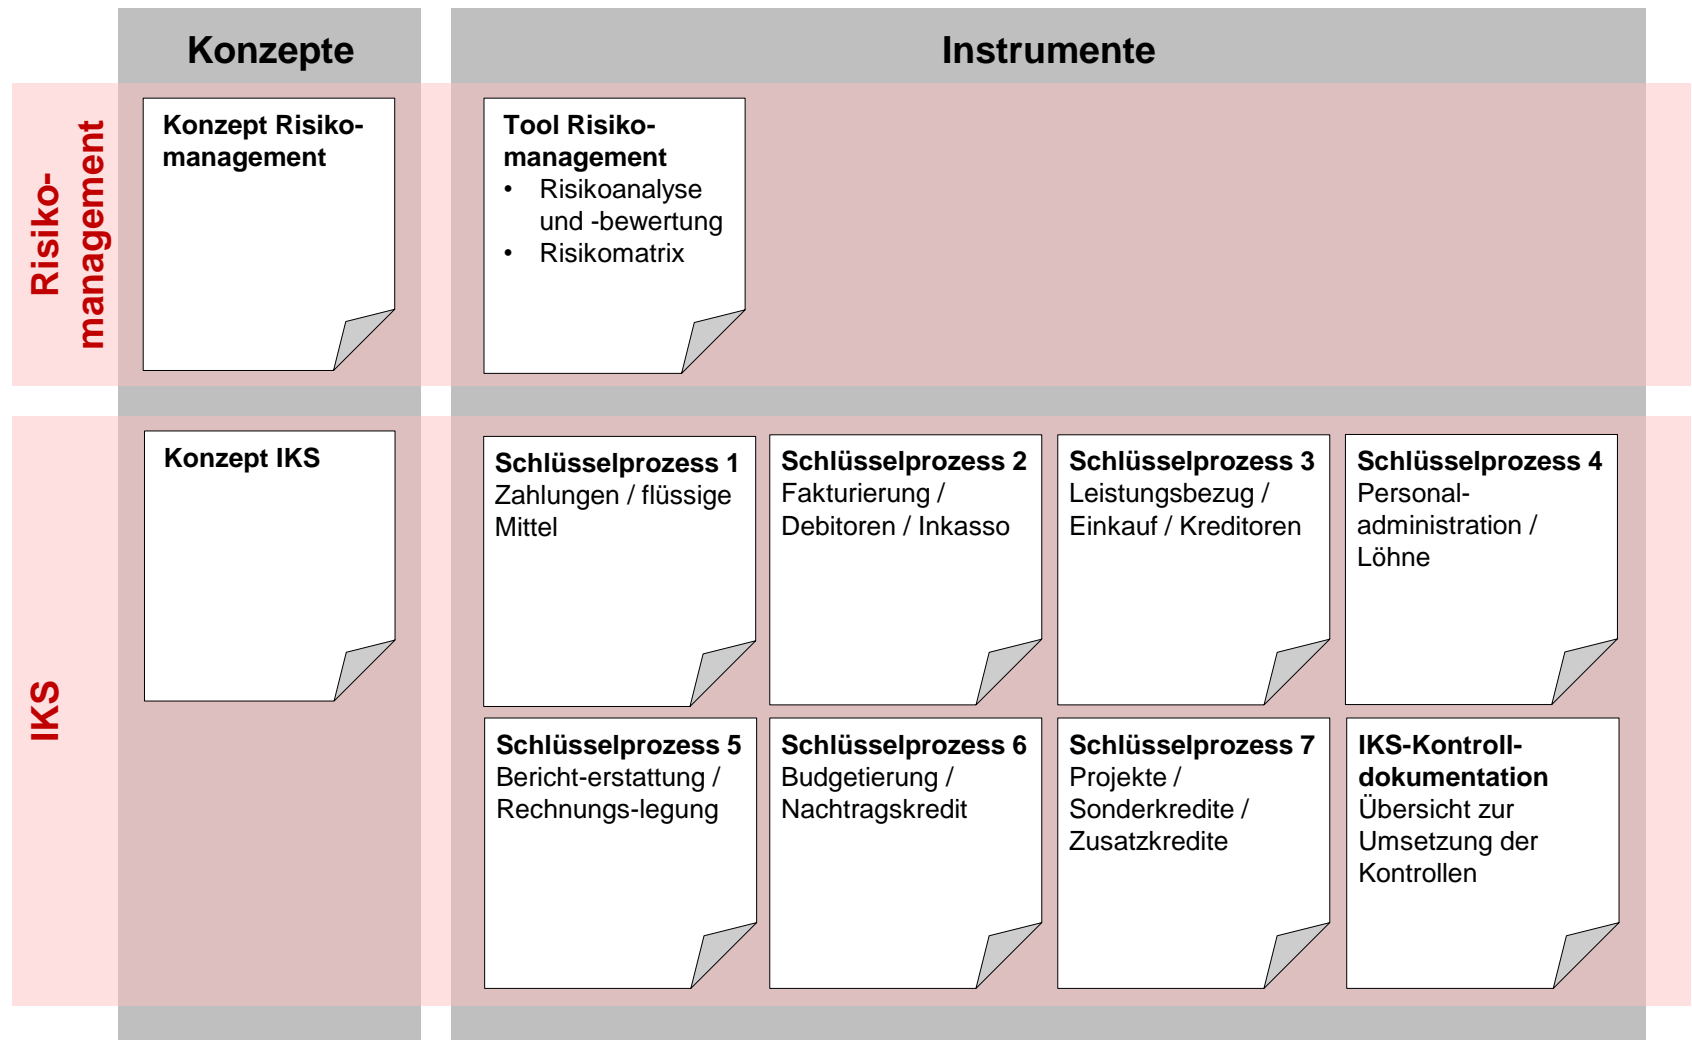 Konzepte
Instrumente
Risiko-
management
Konzept Risiko-
management
Tool Risiko-
management
• Risikoanalyse
und -bewertung
• Risikomatrix
IKS
Konzept IKS
Schlüsselprozess 1
Zahlungen / flüssige
Mittel
Schlüsselprozess 2
Fakturierung /
Debitoren / Inkasso
Schlüsselprozess 3
Leistungsbezug /
Einkauf / Kreditoren
Schlüsselprozess 4
Personal-
administration /
Löhne
Schlüsselprozess 5
Bericht-erstattung /
Rechnungs-legung
Schlüsselprozess 6
Budgetierung /
Nachtragskredit
Schlüsselprozess 7
Projekte /
Sonderkredite /
Zusatzkredite
IKS-Kontroll-
dokumentation
Übersicht zur
Umsetzung der
Kontrollen